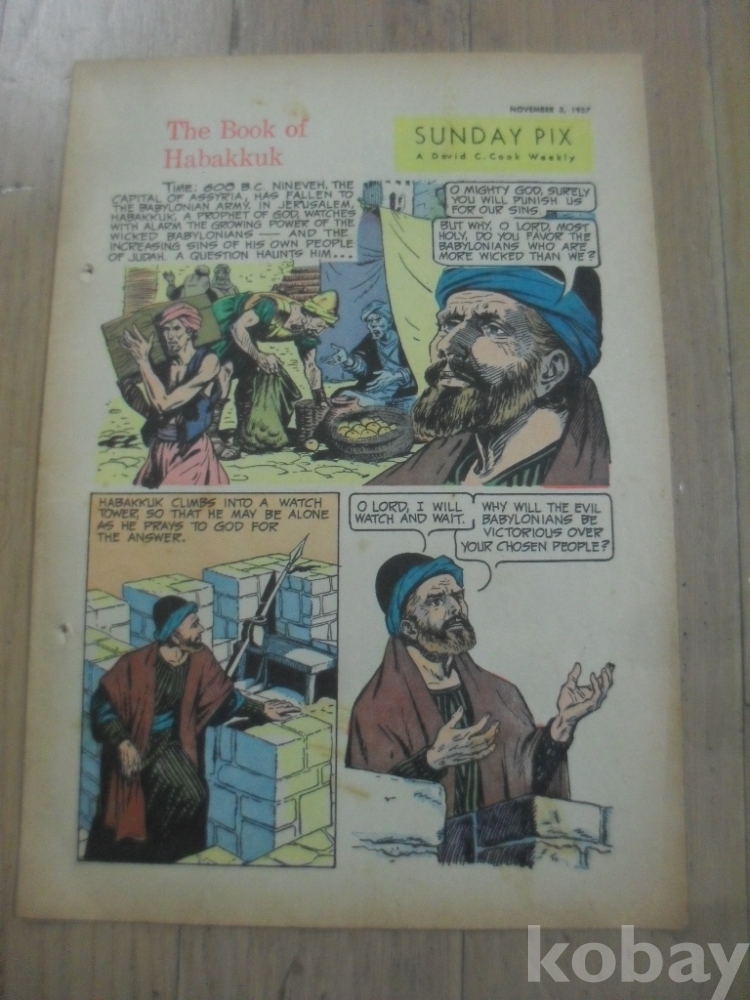 NOVEMBER 3, 1957
The Book of
Habakkuk
SUNDAY PIX
A David C. Cook Weekly
TIME: 600 B.C. NINEVEH, THE
CAPITAL OF ASSYRIA, HAS FALLEN TO
THE BABYLONIAN ARMY. IN JERUSALEM,
HABAKKUK, A PROPHET OF GOD, WATCHES
WITH ALARM THE GROWING POWER OF THE
WICKED BABYLONIANS — AND THE
INCREASING SINS OF HIS OWN PEOPLE
OF JUDAH. A QUESTION HAUNTS HIM...
O MIGHTY GOD, SURELY
YOU WILL PUNISH US
FOR OUR SINS.
BUT WHY, O LORD, MOST
HOLY, DO YOU FAVOR THE
BABYLONIANS WHO ARE
MORE WICKED THAN WE?
HABAKKUK CLIMBS INTO A WATCH
TOWER, SO THAT HE MAY BE ALONE
AS HE PRAYS TO GOD FOR
THE ANSWER.
O LORD, I WILL
WATCH AND WAIT.
WHY WILL THE EVIL
BABYLONIANS BE
VICTORIOUS OVER
YOUR CHOSEN PEOPLE?
kobay